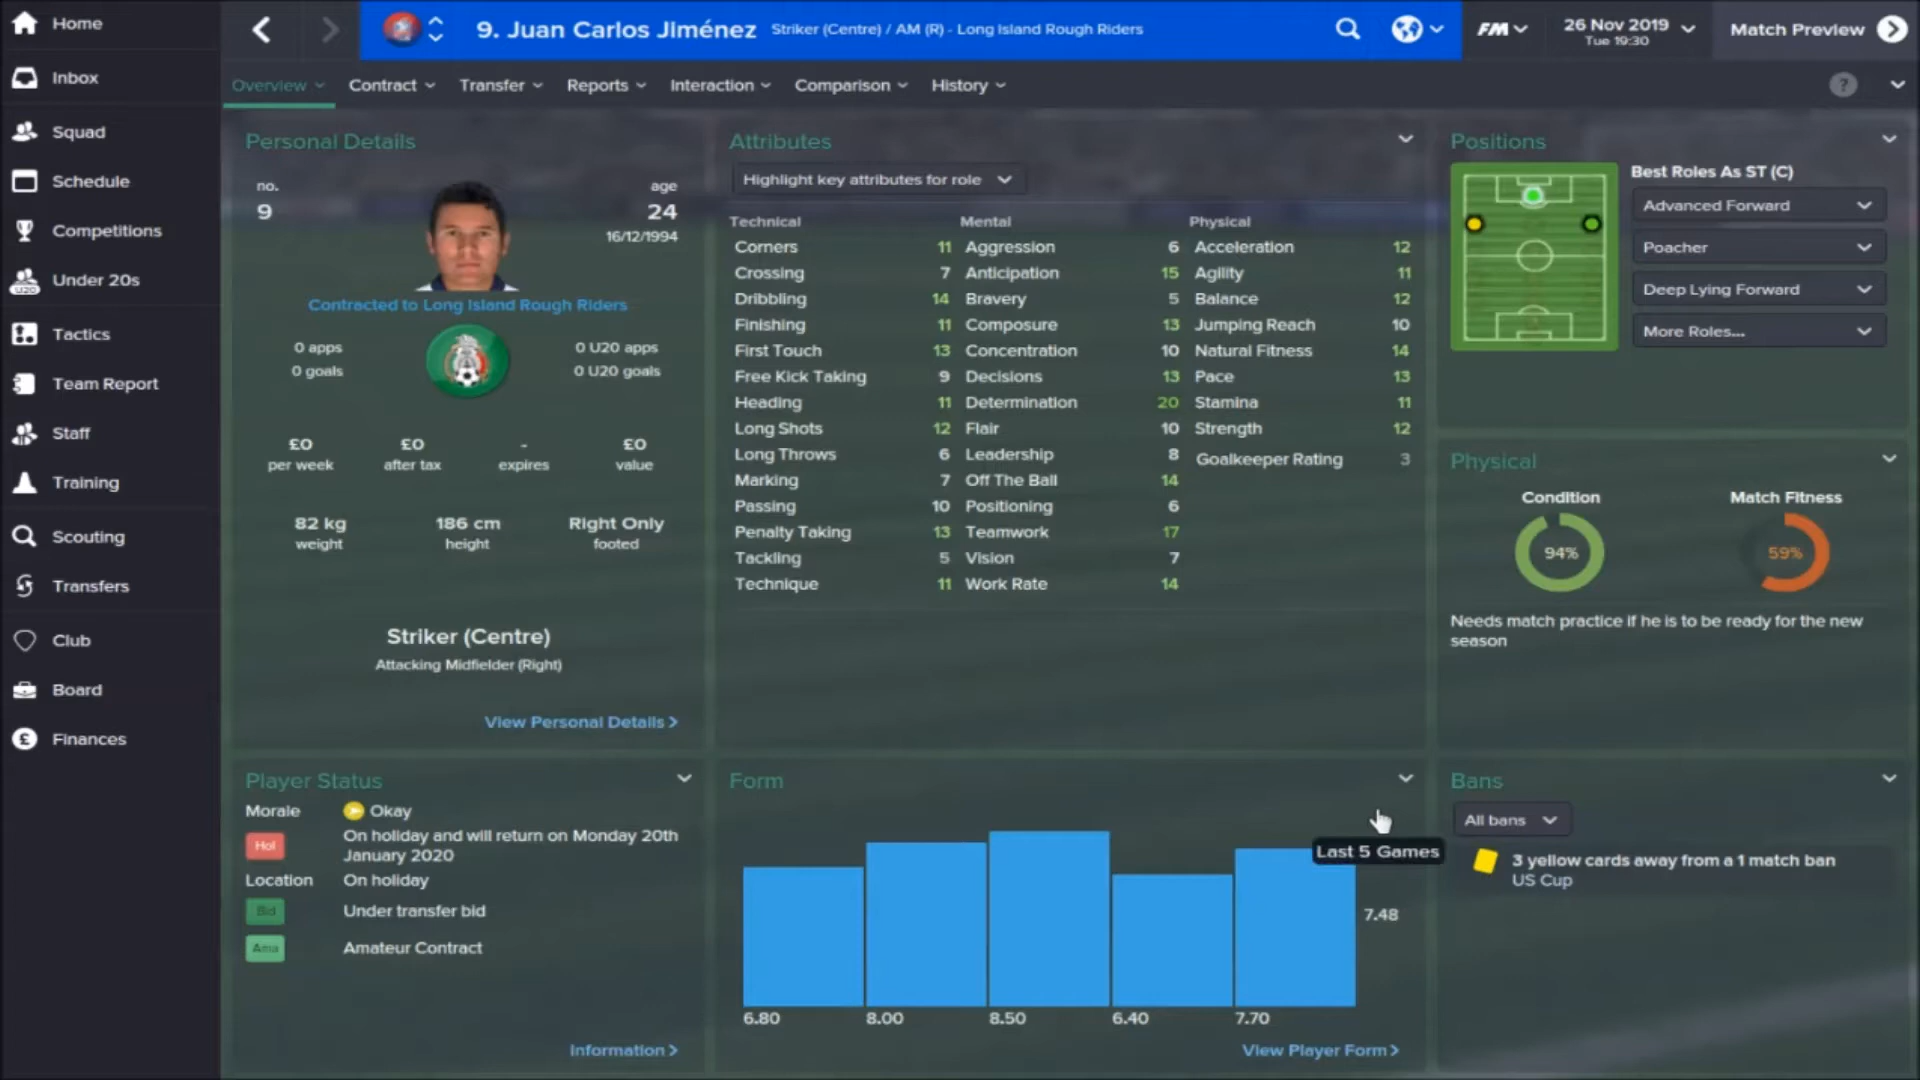 Home
Inbox
Squad
Schedule
Competitions
U20
Under 20s
Tactics
Team Report
Staff
Training
Scouting
Transfers
Club
Board
£
Finances
9. Juan Carlos Jiménez
Striker (Centre) / AM (R) - Long Island Rough Riders
FM
26 Nov 2019
Tue 19:30
Match Preview
Overview
Contract
Transfer
Reports
Interaction
Comparison
History
?
Personal Details
no.
9
age
24
16/12/1994
Contracted to Long Island Rough Riders
0 apps
0 goals
0 U20 apps
0 U20 goals
£0 per week
£0 after tax
- expires
£0 value
82 kg weight
186 cm height
Right Only footed
Striker (Centre)
Attacking Midfielder (Right)
View Personal Details >
Attributes
Highlight key attributes for role
Technical
Corners 11
Crossing 7
Dribbling 14
Finishing 11
First Touch 13
Free Kick Taking 9
Heading 11
Long Shots 12
Long Throws 6
Marking 7
Passing 10
Penalty Taking 13
Tackling 5
Technique 11
Mental
Aggression 6
Anticipation 15
Bravery 5
Composure 13
Concentration 10
Decisions 13
Determination 20
Flair 10
Leadership 8
Off The Ball 14
Positioning 6
Teamwork 17
Vision 7
Work Rate 14
Physical
Acceleration 12
Agility 11
Balance 12
Jumping Reach 10
Natural Fitness 14
Pace 13
Stamina 11
Strength 12
Goalkeeper Rating 3
Positions
Best Roles As ST (C)
Advanced Forward
Poacher
Deep Lying Forward
More Roles...
Physical
Condition
94%
Match Fitness
59%
Needs match practice if he is to be ready for the new
season
Player Status
Morale Okay
Hol On holiday and will return on Monday 20th
January 2020
Location On holiday
Bid Under transfer bid
Ama Amateur Contract
Information >
Form
Last 5 Games
7.48
6.80 8.00 8.50 6.40 7.70
View Player Form >
Bans
All bans
3 yellow cards away from a 1 match ban
US Cup